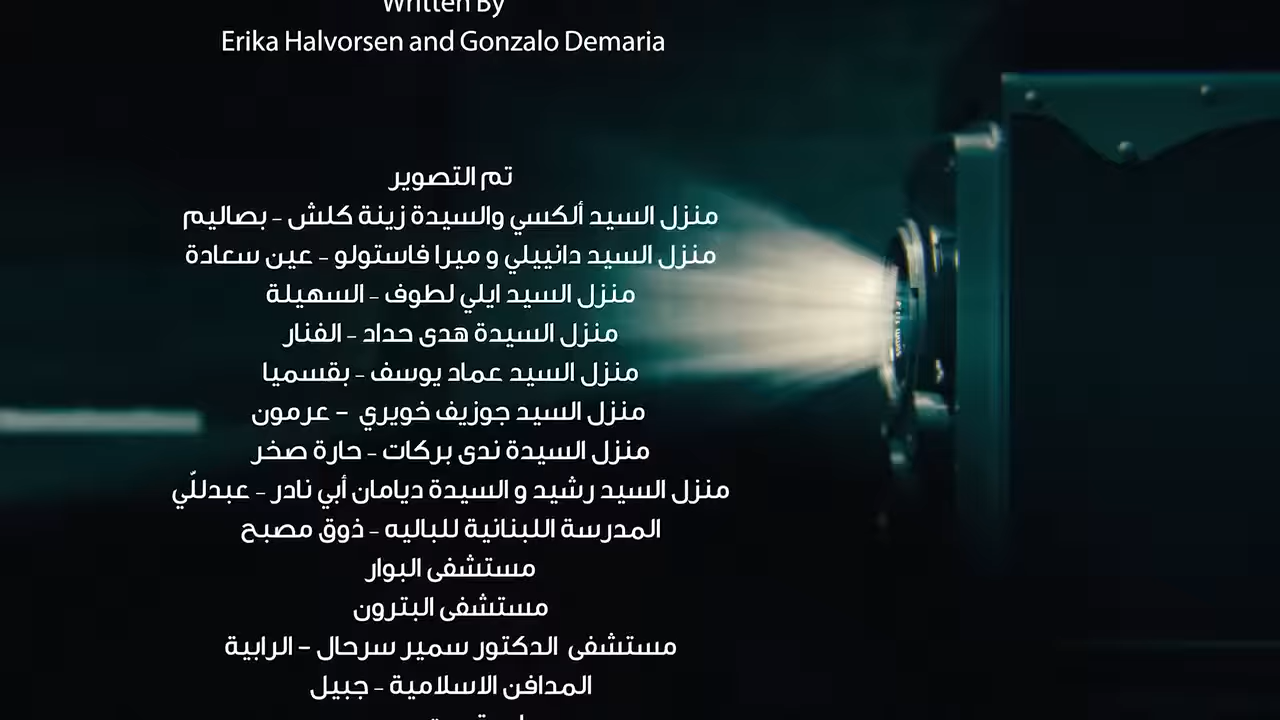 Written By
Erika Halvorsen and Gonzalo Demaria
تم التصوير
منزل السيد ألكسي والسيدة زينة كلش - بصاليم
منزل السيد دانييلي و ميرا فاستولو - عين سعادة
منزل السيد ايلي لطوف - السهيلة
منزل السيدة هدى حداد - الفنار
منزل السيد عماد يوسف - بقسميا
منزل السيد جوزيف خويري - عرمون
منزل السيدة ندى بركات - حارة صخر
منزل السيد رشيد و السيدة ديامان أبي نادر - عبدللّي
المدرسة اللبنانية للباليه - ذوق مصبح
مستشفى البوار
مستشفى البترون
مستشفى الدكتور سمير سرحال - الرابية
المدافن الاسلامية - جبيل